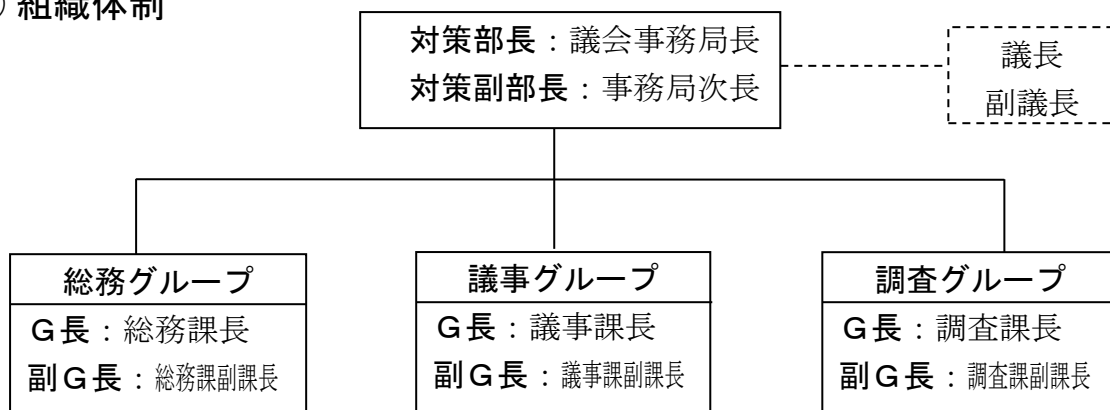 組織体制
対策部長：議会事務局長
対策副部長：事務局次長
議長
副議長
総務グループ
Ｇ長：総務課長
副Ｇ長：総務課副課長
議事グループ
Ｇ長：議事課長
副Ｇ長：議事課副課長
調査グループ
Ｇ長：調査課長
副Ｇ長：調査課副課長